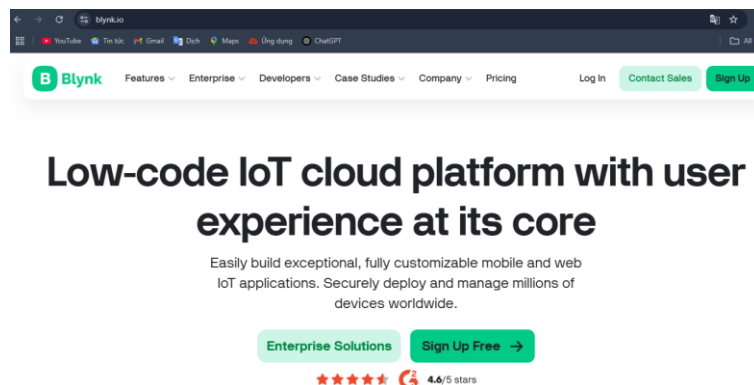 blynk.io
YouTube Tin tức Gmail Dịch Maps Ứng dụng ChatGPT All
B Blynk Features Enterprise Developers Case Studies Company Pricing Log In Contact Sales Sign Up
Low-code IoT cloud platform with user
experience at its core
Easily build exceptional, fully customizable mobile and web
IoT applications. Securely deploy and manage millions of
devices worldwide.
Enterprise Solutions Sign Up Free →
G2 4.6/5 stars